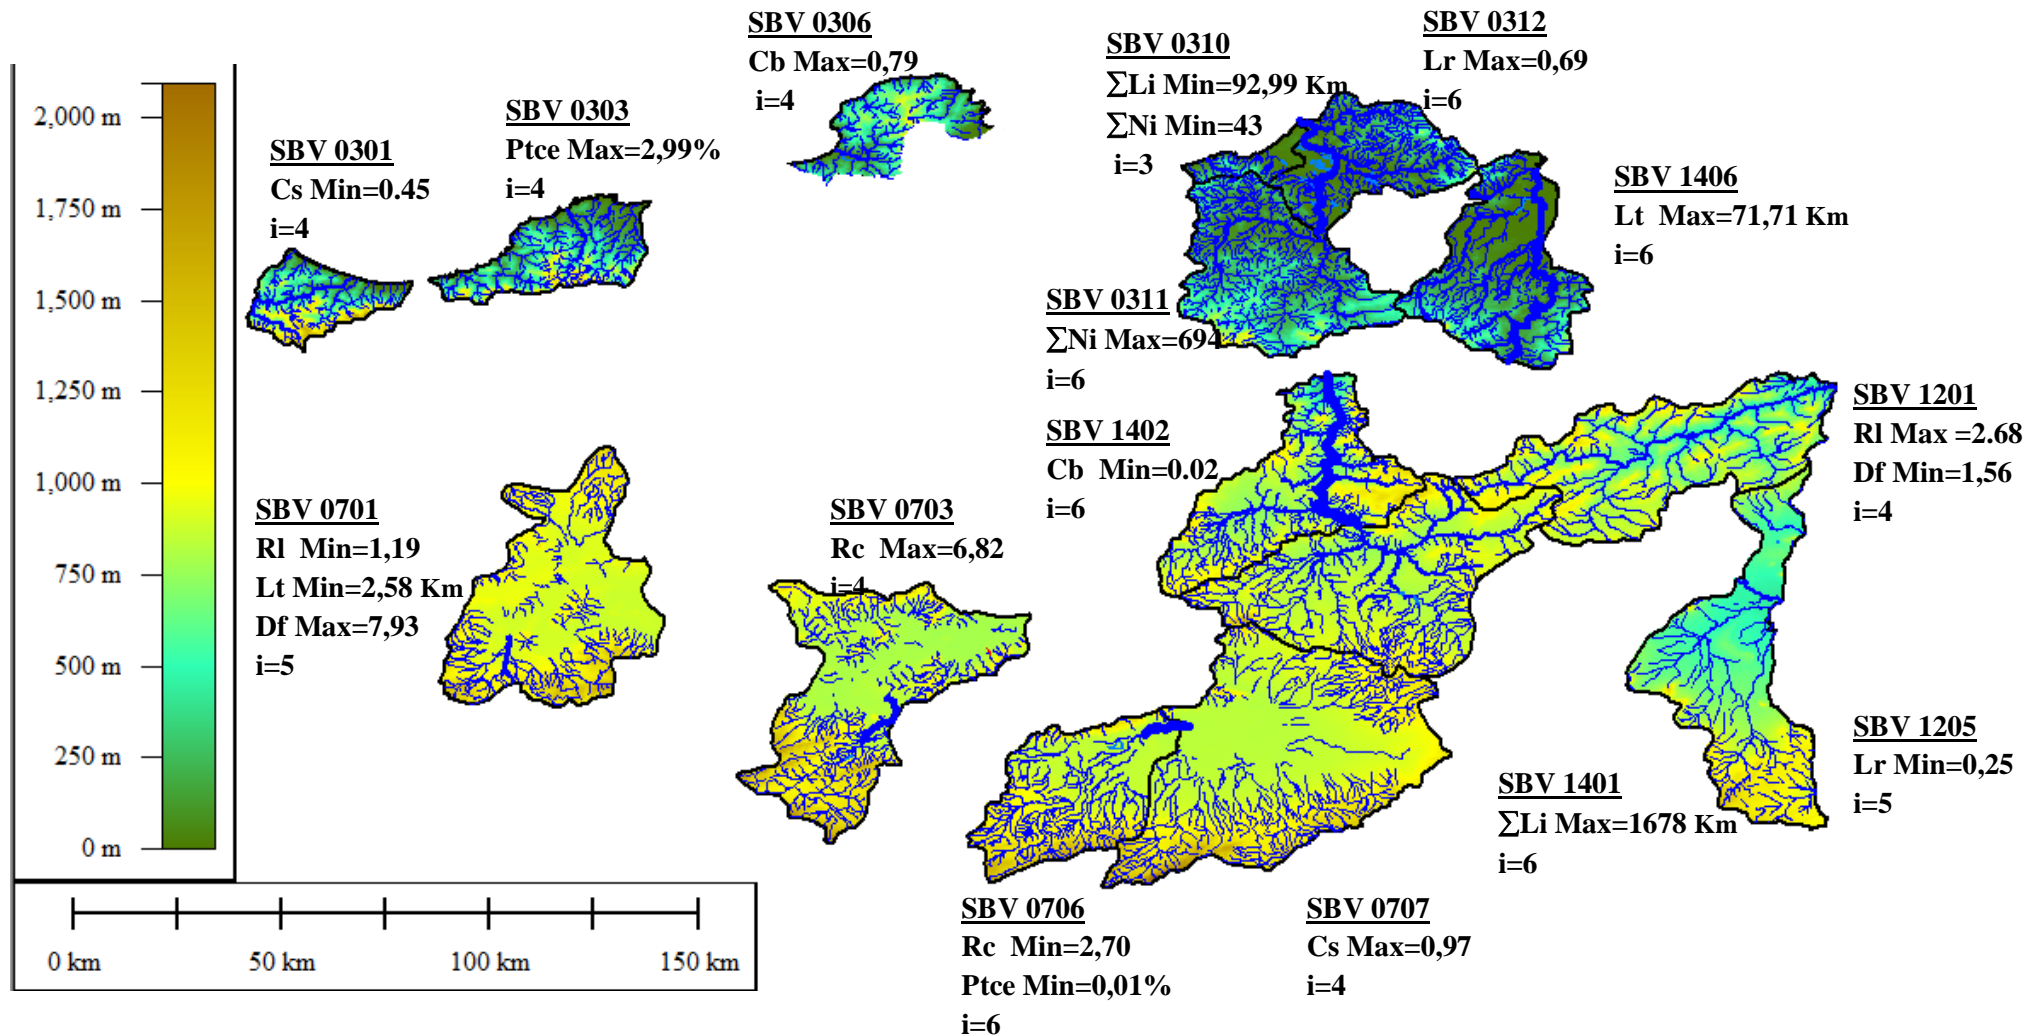 SBV 0306
Cb Max=0,79
i=4
SBV 0310
∑Li Min=92,99 Km
∑Ni Min=43
i=3
SBV 0312
Lr Max=0,69
i=6
SBV 0303
Ptce Max=2,99%
i=4
SBV 0301
Cs Min=0.45
i=4
SBV 1406
Lt Max=71,71 Km
i=6
SBV 0311
∑Ni Max=694
i=6
SBV 1402
Cb Min=0.02
i=6
SBV 1201
Rl Max =2.68
Df Min=1,56
i=4
SBV 0701
Rl Min=1,19
Lt Min=2,58 Km
Df Max=7,93
i=5
SBV 0703
Rc Max=6,82
i=4
SBV 1205
Lr Min=0,25
i=5
SBV 1401
∑Li Max=1678 Km
i=6
SBV 0706
Rc Min=2,70
Ptce Min=0,01%
i=6
SBV 0707
Cs Max=0,97
i=4
2,000 m
1,750 m
1,500 m
1,250 m
1,000 m
750 m
500 m
250 m
0 m
0 km 50 km 100 km 150 km